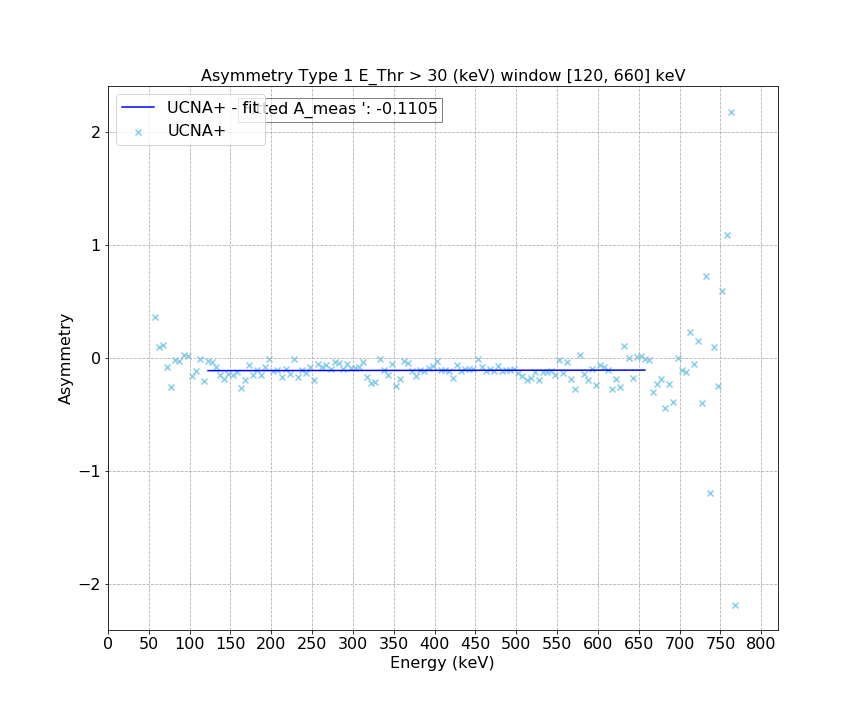 Asymmetry Type 1 E_Thr > 30 (keV) window [120, 660] keV
UCNA+ - fit
tted A_meas ': -0.1105
UCNA+
Asymmetry
2
1
0
−1
−2
0 50 100 150 200 250 300 350 400 450 500 550 600 650 700 750 800
Energy (keV)